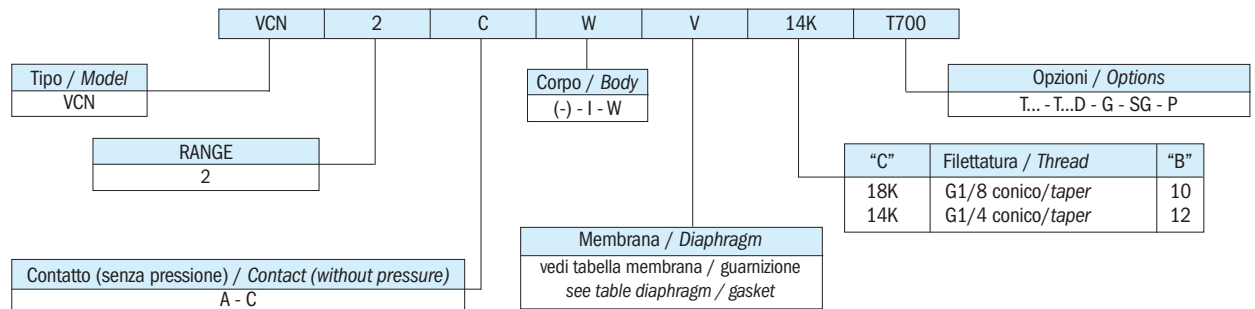 VCN 2 C W V 14K T700
Tipo / Model
VCN
Corpo / Body
(-) - I - W
Opzioni / Options
T... - T...D - G - SG - P
RANGE
2
“C” Filettatura / Thread “B”
18K G1/8 conico/taper 10
14K G1/4 conico/taper 12
Membrana / Diaphragm
vedi tabella membrana / guarnizione
see table diaphragm / gasket
Contatto (senza pressione) / Contact (without pressure)
A - C